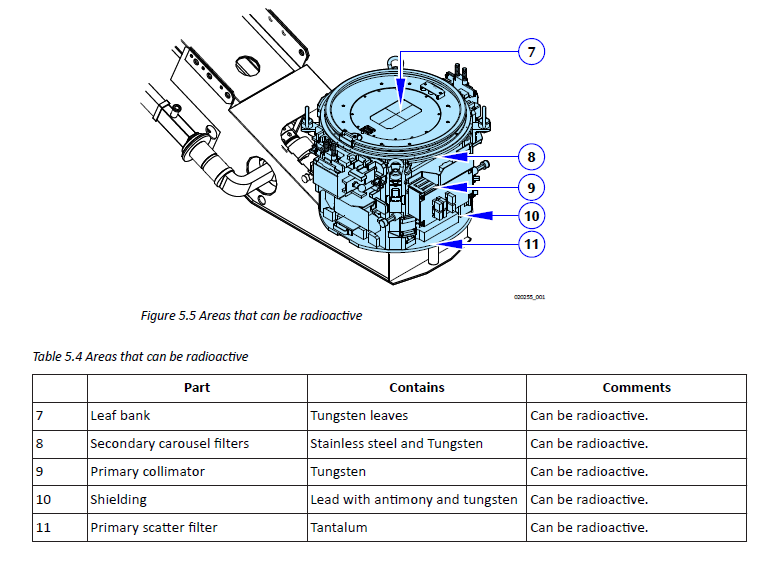 7
8
9
10
11
020255_001
Figure 5.5 Areas that can be radioactive
Table 5.4 Areas that can be radioactive
Part Contains Comments
7 Leaf bank Tungsten leaves Can be radioactive.
8 Secondary carousel filters Stainless steel and Tungsten Can be radioactive.
9 Primary collimator Tungsten Can be radioactive.
10 Shielding Lead with antimony and tungsten Can be radioactive.
11 Primary scatter filter Tantalum Can be radioactive.